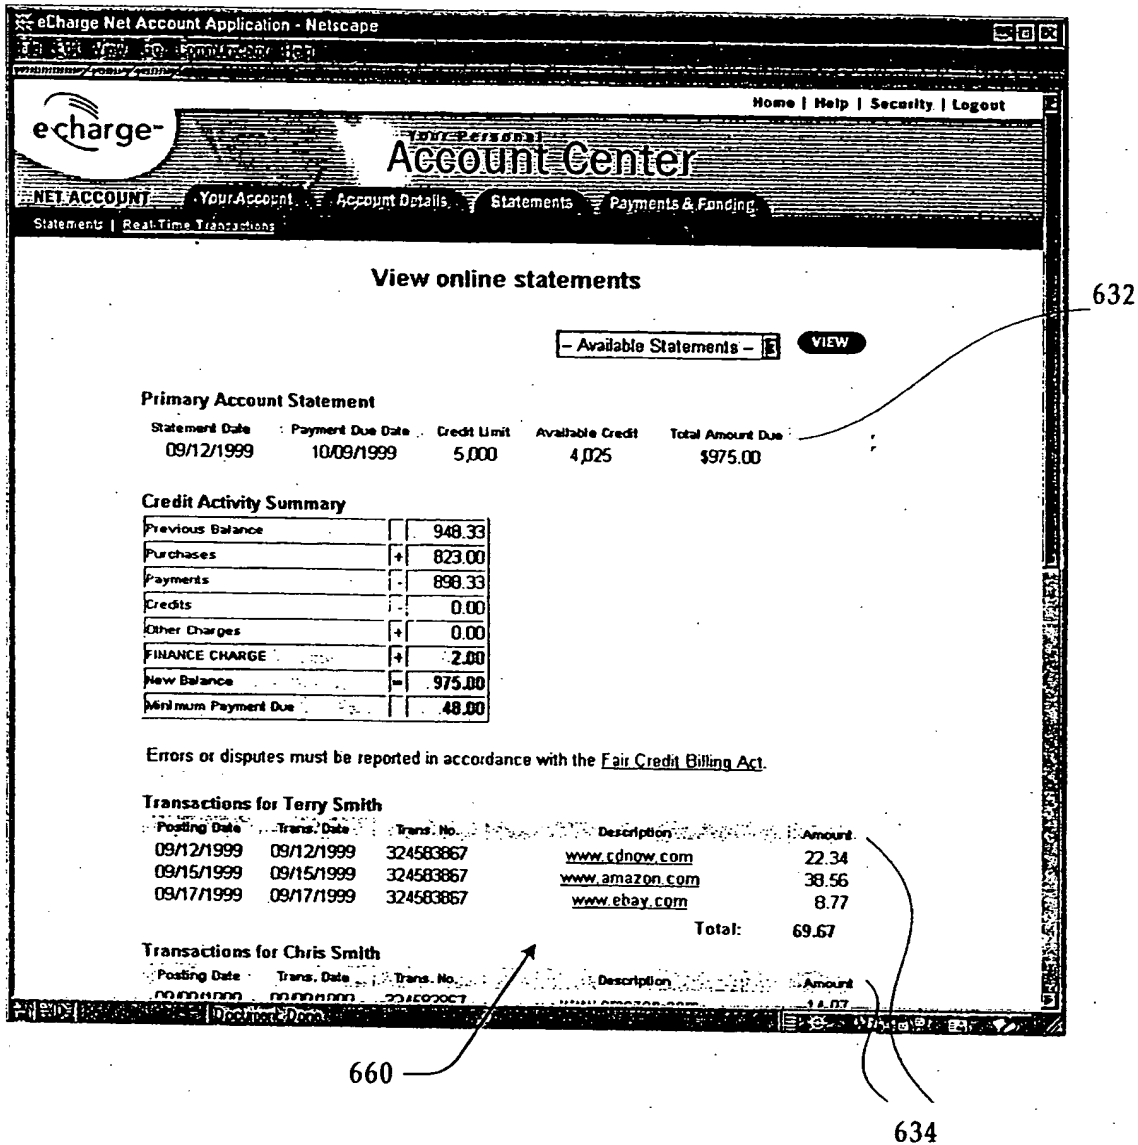 eCharge Net Account Application - Netscape
Home | Help | Security | Logout
echarge-
Your Personal
Account Center
NET ACCOUNT Your Account Account Details Statements Payments & Funding
Statements | Real-Time Transactions
View online statements
632
– Available Statements – VIEW
Primary Account Statement
Statement Date Payment Due Date Credit Limit Available Credit Total Amount Due
09/12/1999 10/09/1999 5,000 4,025 $975.00
Credit Activity Summary
Previous Balance 948.33
Purchases + 823.00
Payments - 898.33
Credits - 0.00
Other Charges + 0.00
FINANCE CHARGE + 2.00
New Balance = 975.00
Minimum Payment Due 48.00
Errors or disputes must be reported in accordance with the Fair Credit Billing Act.
Transactions for Terry Smith
Posting Date Trans. Date Trans. No. Description Amount
09/12/1999 09/12/1999 324583867 www.cdnow.com 22.34
09/15/1999 09/15/1999 324583867 www.amazon.com 38.56
09/17/1999 09/17/1999 324583867 www.ebay.com 8.77
Total: 69.67
Transactions for Chris Smith
Posting Date Trans. Date Trans. No. Description Amount
www.amazon.com 14.07
Document: Done
660
634